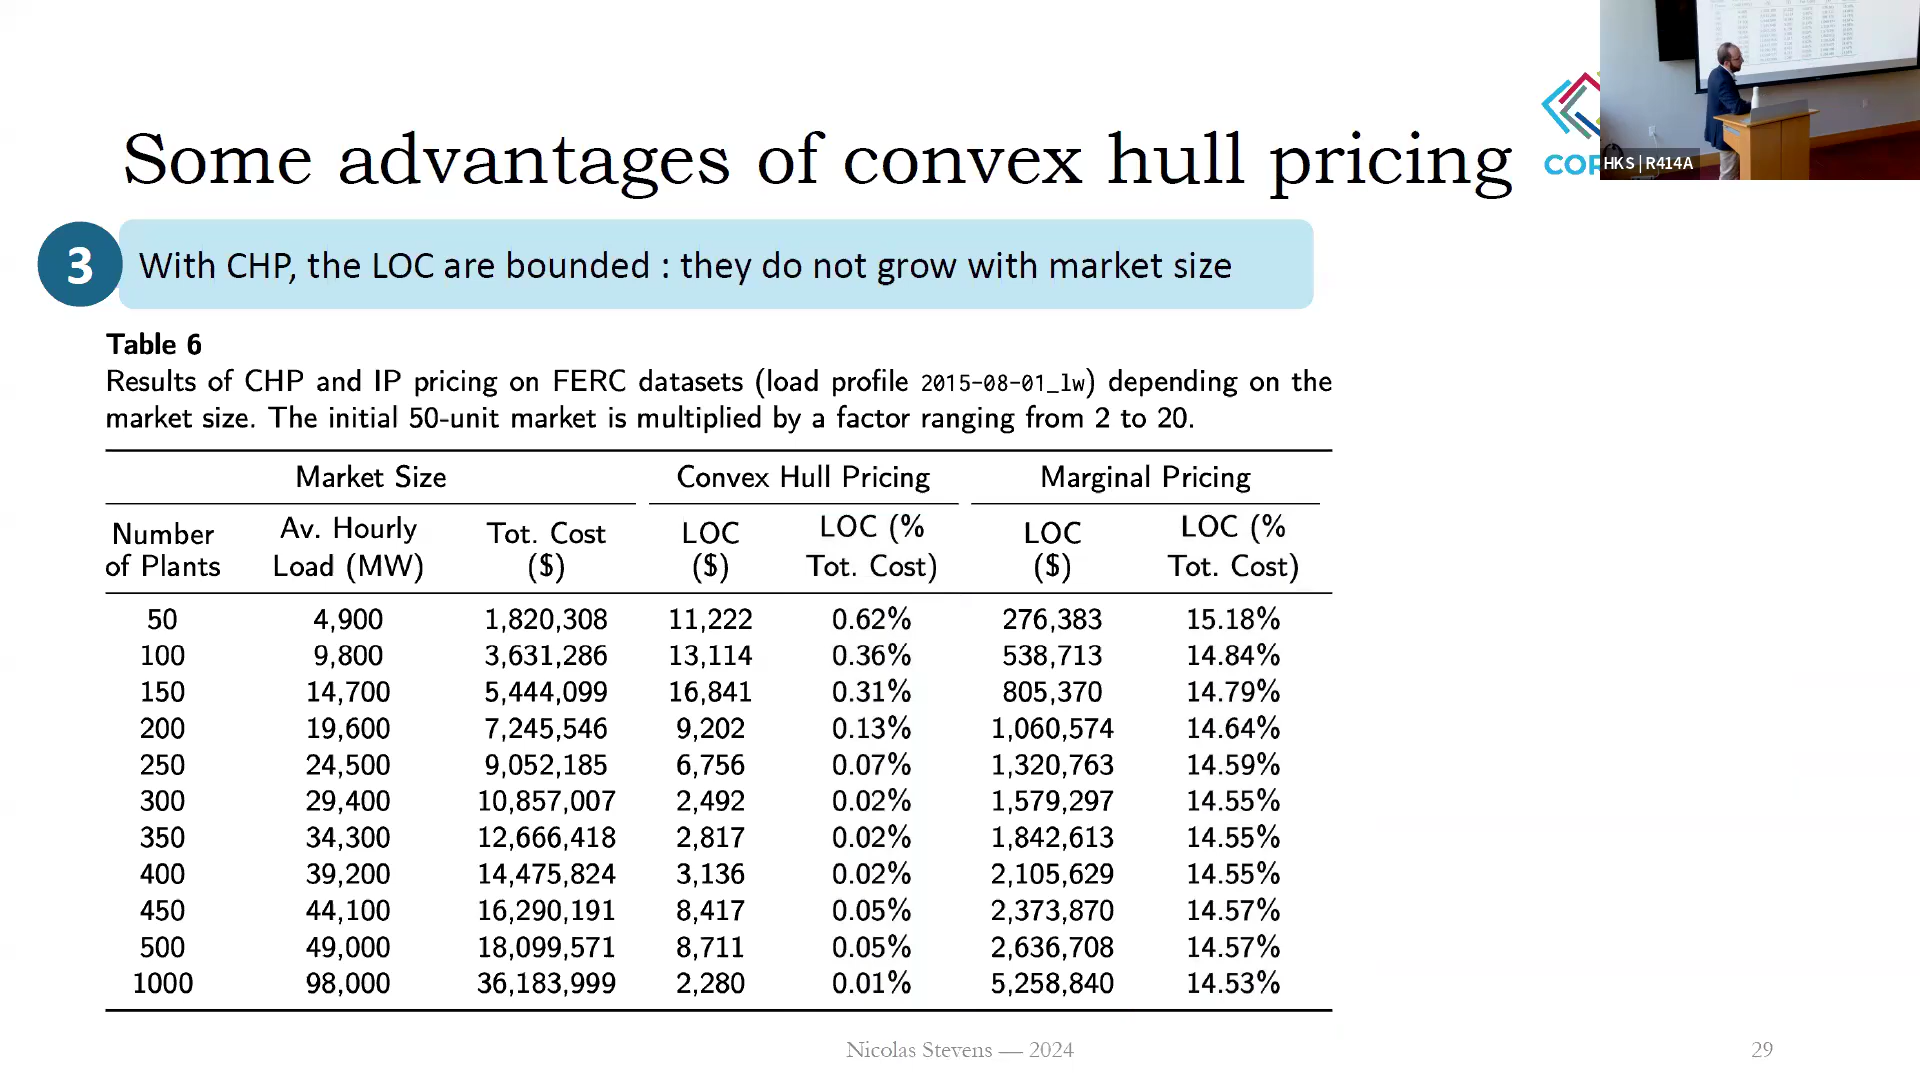 Some advantages of convex hull pricing
COR
HKS | R414A
3
With CHP, the LOC are bounded : they do not grow with market size
Table 6
Results of CHP and IP pricing on FERC datasets (load profile 2015-08-01_lw) depending on the
market size. The initial 50-unit market is multiplied by a factor ranging from 2 to 20.
Market Size Convex Hull Pricing Marginal Pricing
Number of Plants Av. Hourly Load (MW) Tot. Cost ($) LOC ($) LOC (% Tot. Cost) LOC ($) LOC (% Tot. Cost)
50 4,900 1,820,308 11,222 0.62% 276,383 15.18%
100 9,800 3,631,286 13,114 0.36% 538,713 14.84%
150 14,700 5,444,099 16,841 0.31% 805,370 14.79%
200 19,600 7,245,546 9,202 0.13% 1,060,574 14.64%
250 24,500 9,052,185 6,756 0.07% 1,320,763 14.59%
300 29,400 10,857,007 2,492 0.02% 1,579,297 14.55%
350 34,300 12,666,418 2,817 0.02% 1,842,613 14.55%
400 39,200 14,475,824 3,136 0.02% 2,105,629 14.55%
450 44,100 16,290,191 8,417 0.05% 2,373,870 14.57%
500 49,000 18,099,571 8,711 0.05% 2,636,708 14.57%
1000 98,000 36,183,999 2,280 0.01% 5,258,840 14.53%
Nicolas Stevens — 2024
29